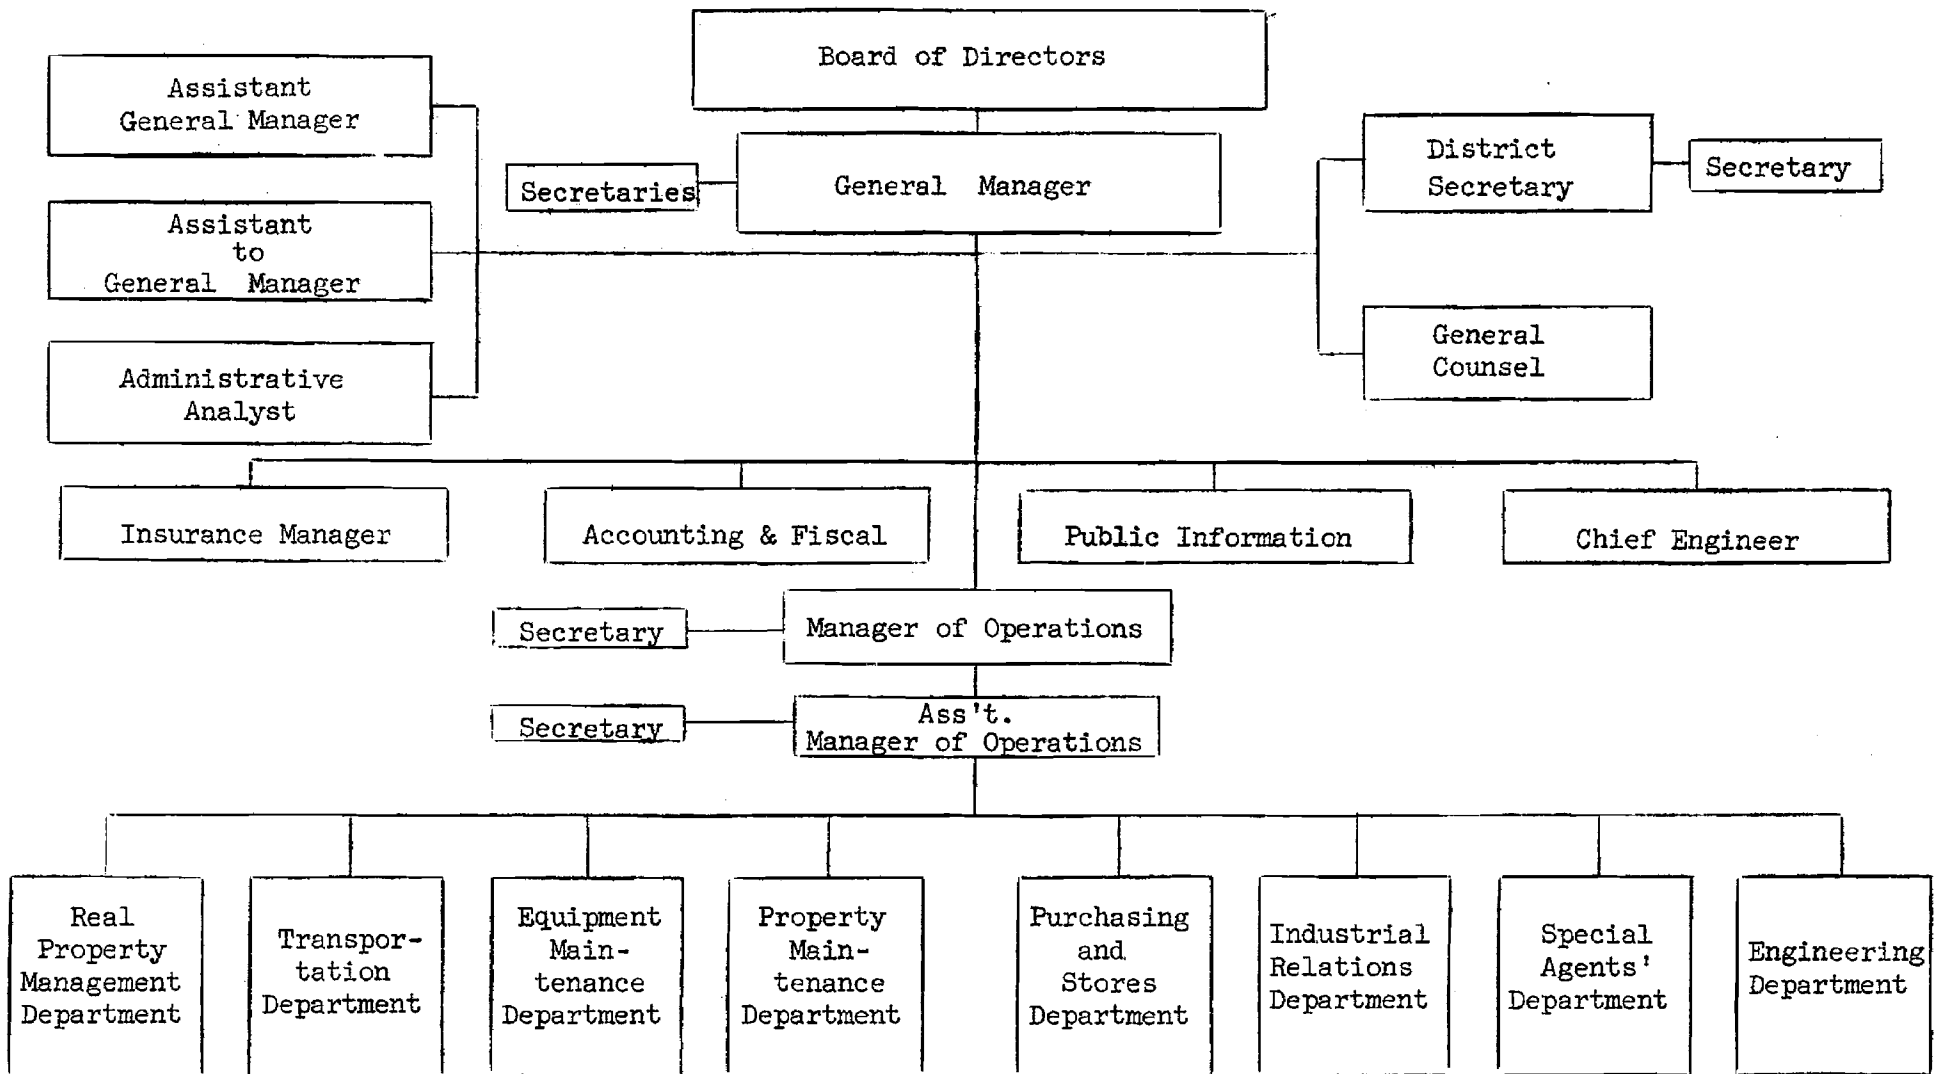 Board of Directors
Assistant
General Manager
Secretaries
General Manager
District
Secretary
Secretary
Assistant
to
General Manager
General
Counsel
Administrative
Analyst
Insurance Manager
Accounting & Fiscal
Public Information
Chief Engineer
Secretary
Manager of Operations
Secretary
Ass't.
Manager of Operations
Real
Property
Management
Department
Transpor-
tation
Department
Equipment
Main-
tenance
Department
Property
Main-
tenance
Department
Purchasing
and
Stores
Department
Industrial
Relations
Department
Special
Agents'
Department
Engineering
Department